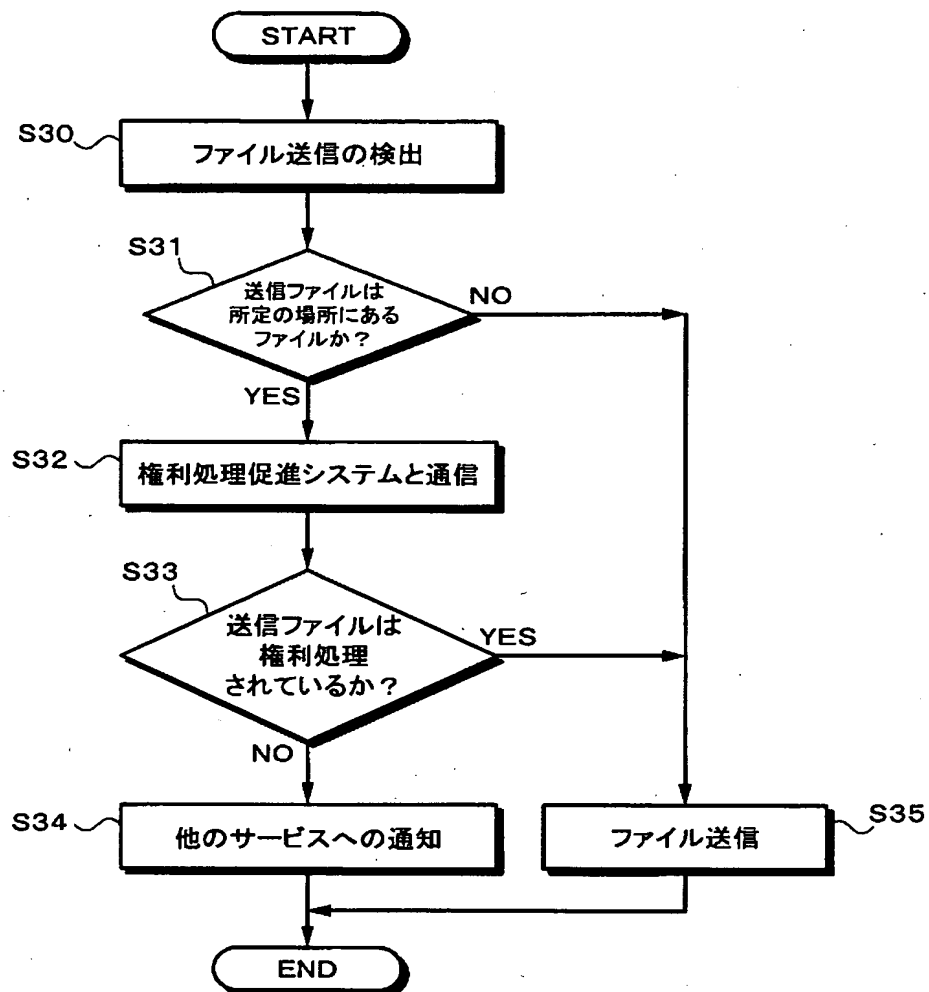 START
S30
ファイル送信の検出
S31
送信ファイルは
所定の場所にある
ファイルか？
NO
YES
S32
権利処理促進システムと通信
S33
送信ファイルは
権利処理
されているか？
YES
NO
S34
他のサービスへの通知
ファイル送信
S35
END